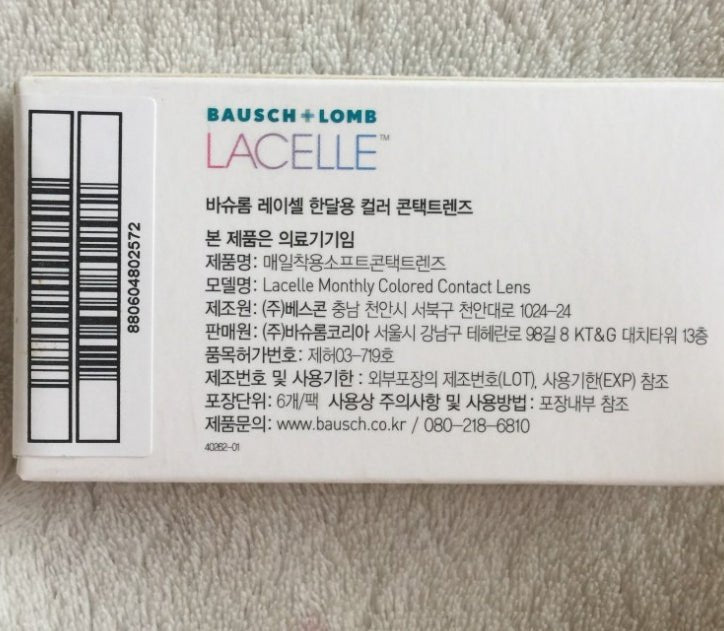 BAUSCH+LOMB
LACELLE™
바슈롬 레이셀 한달용 컬러 콘택트렌즈
본 제품은 의료기기임
제품명: 매일착용소프트콘택트렌즈
모델명: Lacelle Monthly Colored Contact Lens
제조원: (주)베스콘 충남 천안시 서북구 천안대로 1024-24
판매원: (주)바슈롬코리아 서울시 강남구 테헤란로 98길 8 KT&G 대치타워 13층
품목허가번호: 제허03-719호
제조번호 및 사용기한 : 외부포장의 제조번호(LOT), 사용기한(EXP) 참조
포장단위: 6개/팩 사용상 주의사항 및 사용방법 : 포장내부 참조
제품문의: www.bausch.co.kr / 080-218-6810
40262-01
880604802572